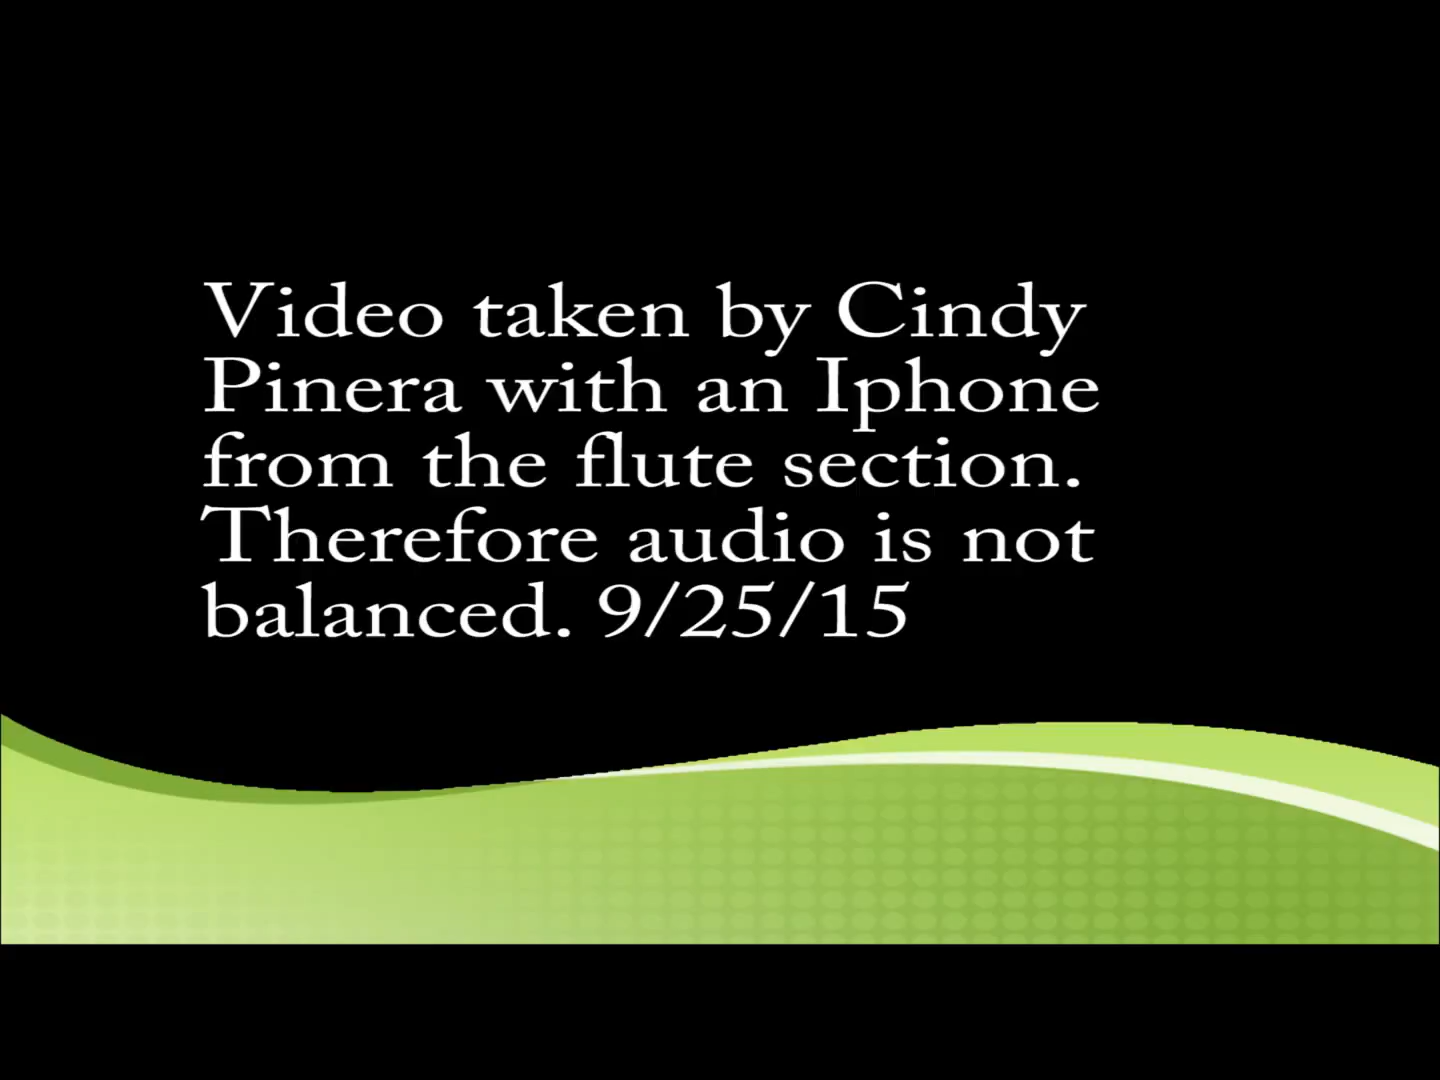 Video taken by Cindy
Pinera with an Iphone
from the flute section.
Therefore audio is not
balanced. 9/25/15